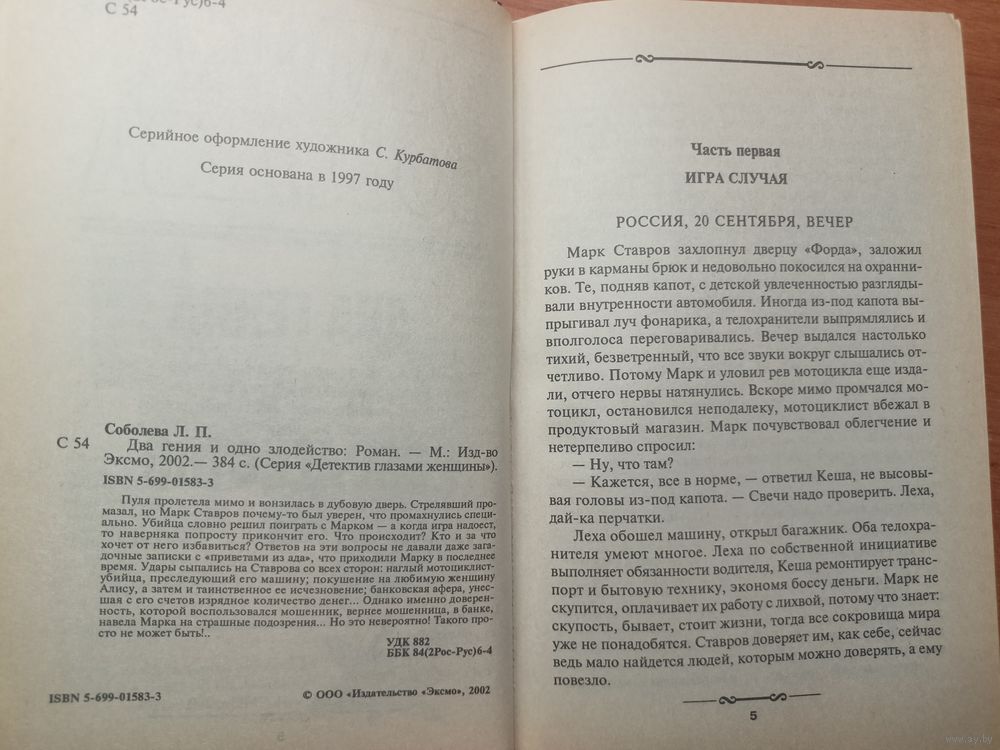 (2Рос-Рус)6-4
С 54
Серийное оформление художника С. Курбатова
Серия основана в 1997 году
Соболева Л. П.
С 54 Два гения и одно злодейство: Роман. — М.: Изд-во
Эксмо, 2002.— 384 с. (Серия «Детектив глазами женщины»).
ISBN 5-699-01583-3
Пуля пролетела мимо и вонзилась в дубовую дверь. Стрелявший про-
мазал, но Марк Ставров почему-то был уверен, что промахнулись специ-
ально. Убийца словно решил поиграть с Марком — а когда игра надоест,
то наверняка попросту прикончит его. Что происходит? Кто и за что
хочет от него избавиться? Ответов на эти вопросы не давали даже зага-
дочные записки с «приветами из ада», что приходили Марку в последнее
время. Удары сыпались на Ставрова со всех сторон: наглый мотоциклист-
убийца, преследующий его машину; покушение на любимую женщину
Алису, а затем и таинственное ее исчезновение; банковская афера, унес-
шая с его счетов изрядное количество денег... Однако именно доверен-
ность, которой воспользовался мошенник, вернее мошенница, в банке,
навела Марка на страшные подозрения... Но это невероятно! Такого про-
сто не может быть!..
УДК 882
ББК 84(2Рос-Рус)6-4
ISBN 5-699-01583-3
© ООО «Издательство «Эксмо», 2002
Часть первая
ИГРА СЛУЧАЯ
РОССИЯ, 20 СЕНТЯБРЯ, ВЕЧЕР
Марк Ставров захлопнул дверцу «Форда», заложил
руки в карманы брюк и недовольно покосился на охранни-
ков. Те, подняв капот, с детской увлеченностью разгляды-
вали внутренности автомобиля. Иногда из-под капота вы-
прыгивал луч фонарика, а телохранители выпрямлялись и
вполголоса переговаривались. Вечер выдался настолько
тихий, безветренный, что все звуки вокруг слышались от-
четливо. Потому Марк и уловил рев мотоцикла еще изда-
ли, отчего нервы натянулись. Вскоре мимо промчался мо-
тоцикл, остановился неподалеку, мотоциклист вбежал в
продуктовый магазин. Марк почувствовал облегчение и
нетерпеливо спросил:
— Ну, что там?
— Кажется, все в норме, — ответил Кеша, не высовы-
вая головы из-под капота. — Свечи надо проверить. Леха,
дай-ка перчатки.
Леха обошел машину, открыл багажник. Оба телохра-
нителя умеют многое. Леха по собственной инициативе
выполняет обязанности водителя, Кеша ремонтирует транс-
порт и бытовую технику, экономя боссу деньги. Марк не
скупится, оплачивает их работу с лихвой, потому что знает:
скупость, бывает, стоит жизни, тогда все сокровища мира
уже не понадобятся. Ставров доверяет им, как себе, сейчас
ведь мало найдется людей, которым можно доверять, а ему
повезло.
5
www.ay.by